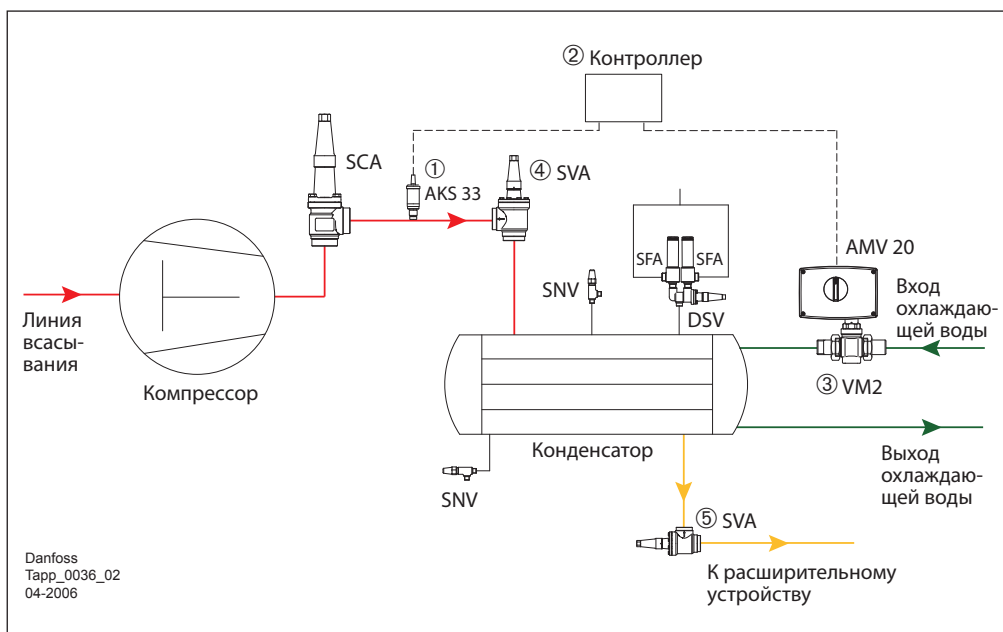 ② Контроллер
SCA
①
AKS 33
④ SVA
SFA
SFA
AMV 20
SNV
DSV
Вход
охлаждаю-
щей воды
Линия
всасы-
вания
Компрессор
③ VM2
Конденсатор
SNV
Выход
охлаждаю-
щей воды
⑤ SVA
К расширительному
устройству
Danfoss
Tapp_0036_02
04-2006